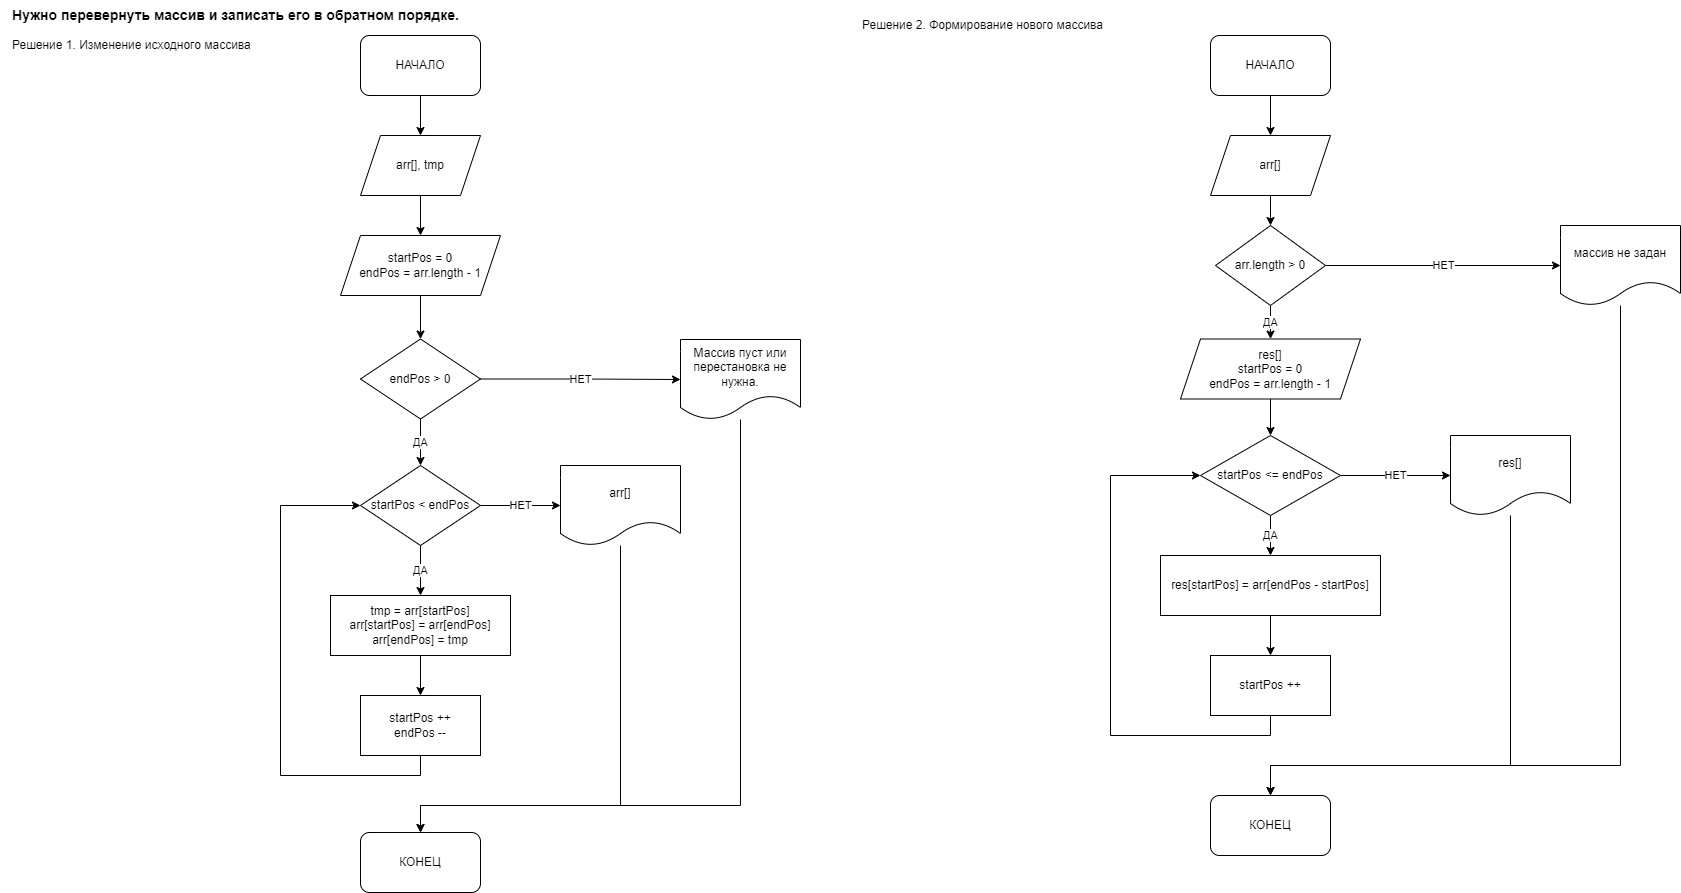 Нужно перевернуть массив и записать его в обратном порядке.
Решение 1. Изменение исходного массива
НАЧАЛО
arr[], tmp
startPos = 0
endPos = arr.length - 1
endPos > 0
НЕТ
Массив пуст или
перестановка не
нужна.
ДА
startPos < endPos
НЕТ
arr[]
ДА
tmp = arr[startPos]
arr[startPos] = arr[endPos]
arr[endPos] = tmp
startPos ++
endPos --
КОНЕЦ
Решение 2. Формирование нового массива
НАЧАЛО
arr[]
arr.length > 0
НЕТ
массив не задан
ДА
res[]
startPos = 0
endPos = arr.length - 1
startPos <= endPos
НЕТ
res[]
ДА
res[startPos] = arr[endPos - startPos]
startPos ++
КОНЕЦ